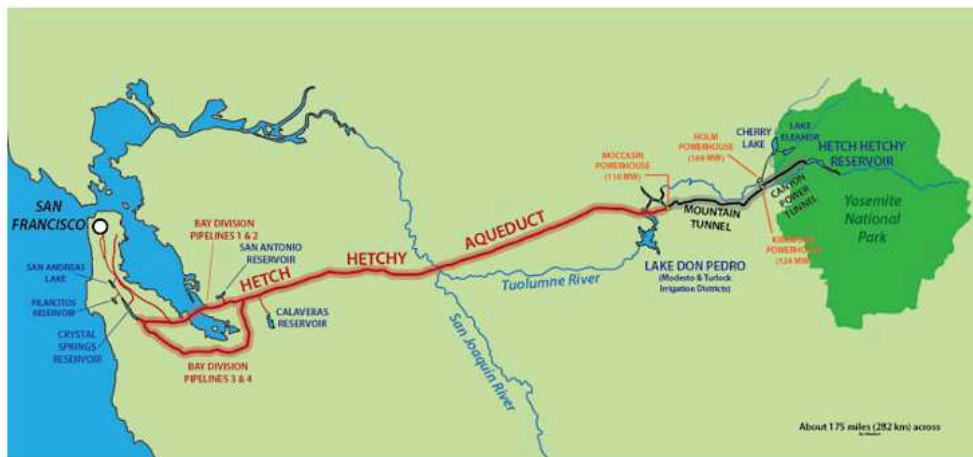 SAN
FRANCISCO
SAN ANDREAS
LAKE
PILARCITOS
RESERVOIR
CRYSTAL
SPRINGS
RESERVOIR
BAY DIVISION
PIPELINES 1 & 2
SAN ANTONIO
RESERVOIR
HETCH HETCHY AQUEDUCT
CALAVERAS
RESERVOIR
BAY DIVISION
PIPELINES 3 & 4
Tuolumne River
San Joaquin River
MOCCASIN
POWERHOUSE
(110 MW)
LAKE DON PEDRO
(Modesto & Turlock
Irrigation Districts)
MOUNTAIN
TUNNEL
HOLM
POWERHOUSE
(169 MW)
CHERRY
LAKE
LAKE
ELEANOR
HETCH HETCHY
RESERVOIR
CANYON
POWER
TUNNEL
POWERHOUSE
(124 MW)
Yosemite
National
Park
About 175 miles (282 km) across